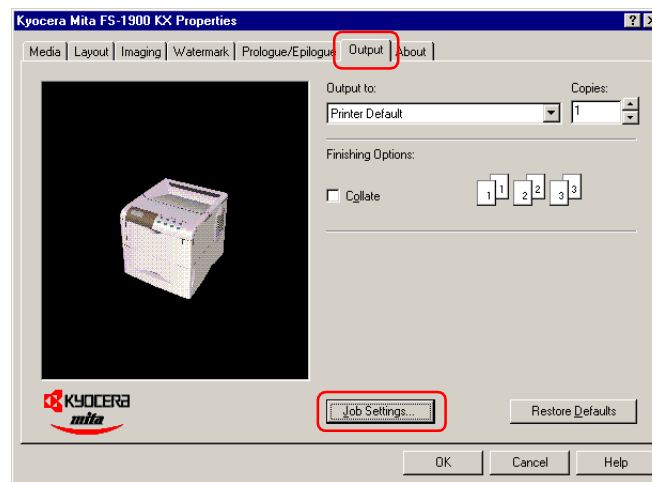 Kyocera Mita FS-1900 KX Properties
Media Layout Imaging Watermark Prologue/Epilogue Output About
Output to: Copies:
Printer Default 1
Finishing Options:
Collate 1 1 2 2 3 3
KYOCERA
mita
Job Settings... Restore Defaults
OK Cancel Help